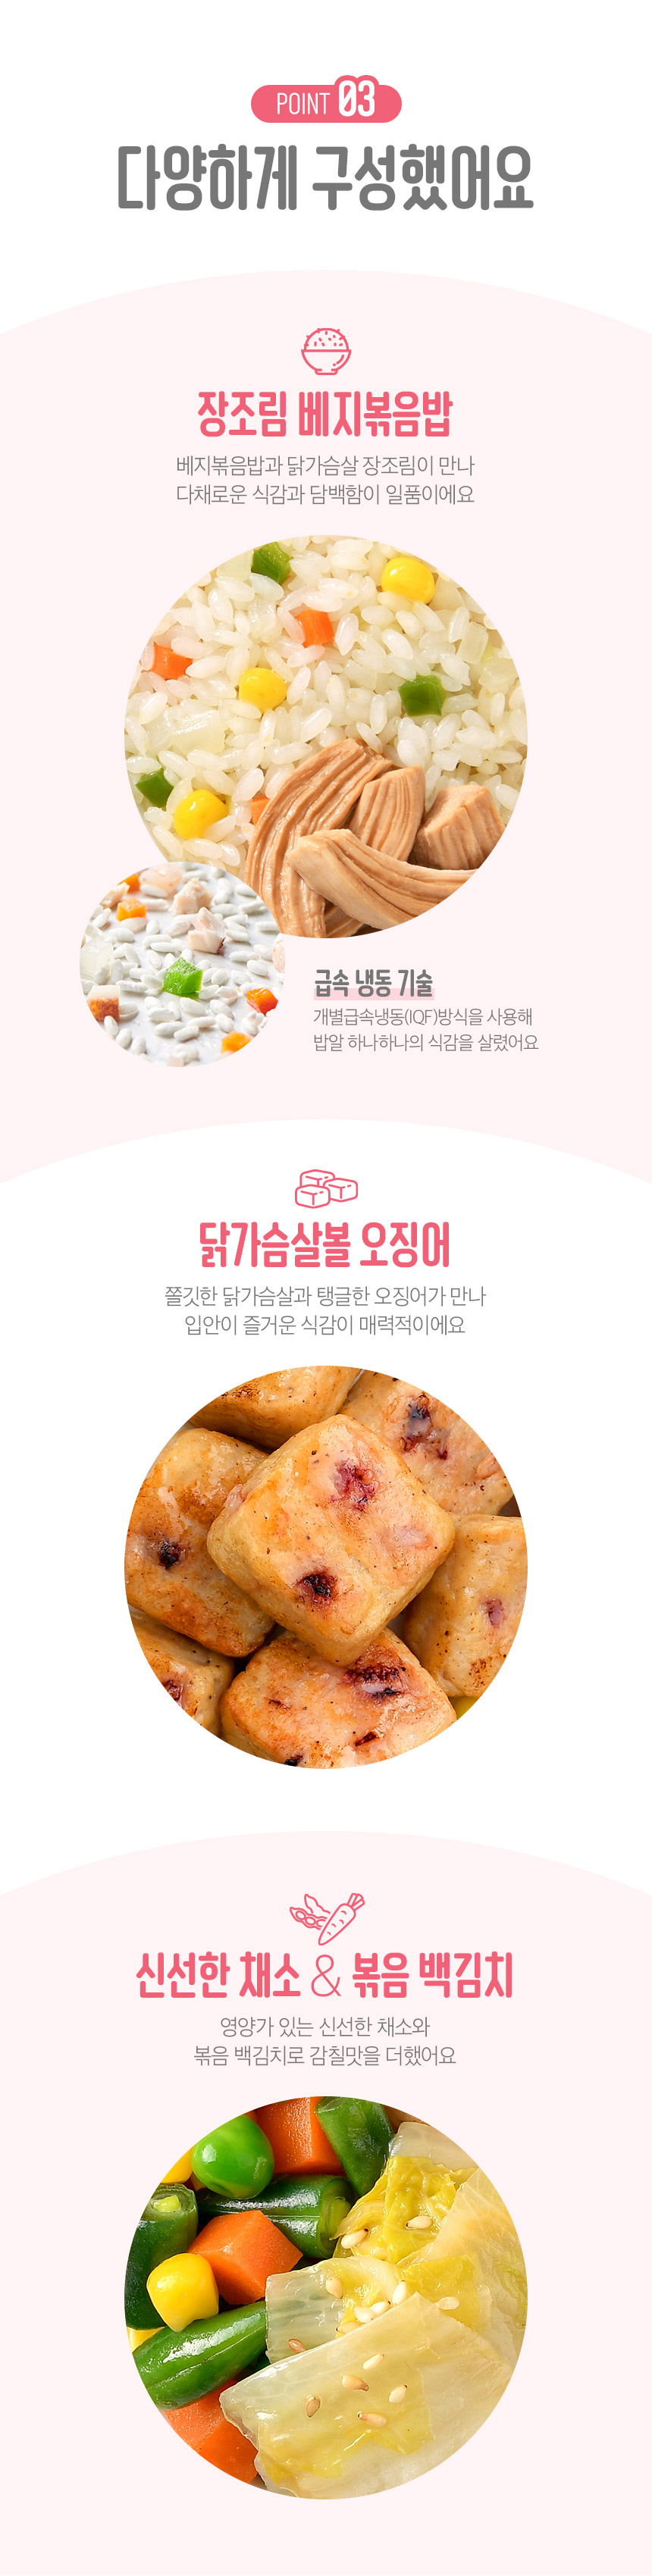 POINT 03
다양하게 구성했어요
장조림 베지볶음밥
베지볶음밥과 닭가슴살 장조림이 만나
다채로운 식감과 담백함이 일품이에요
급속 냉동 기술
개별급속냉동(IQF)방식을 사용해
밥알 하나하나의 식감을 살렸어요
닭가슴살볼 오징어
쫄깃한 닭가슴살과 탱글한 오징어가 만나
입안이 즐거운 식감이 매력적이에요
신선한 채소 & 볶음 백김치
영양가 있는 신선한 채소와
볶음 백김치로 감칠맛을 더했어요